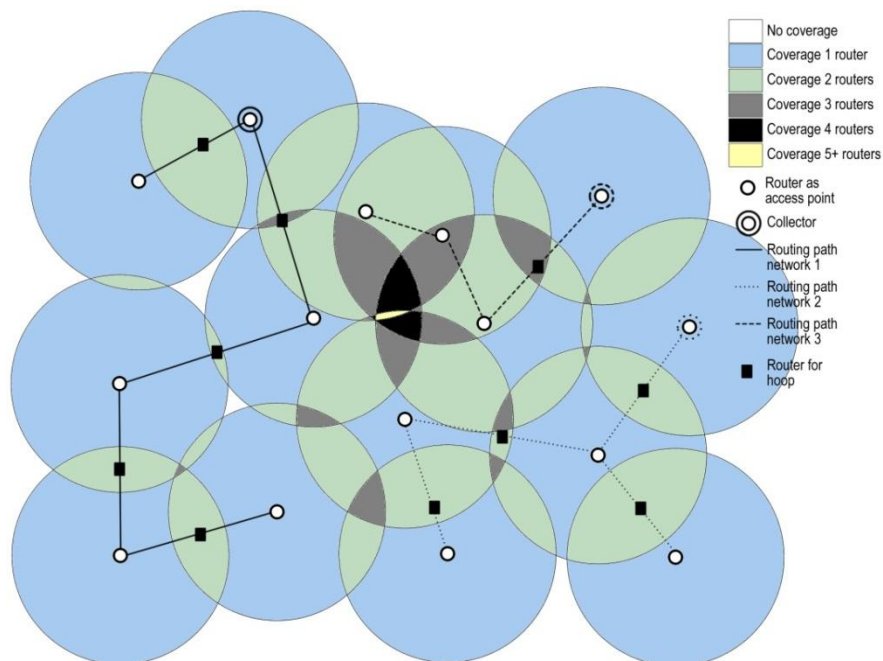 No coverage
Coverage 1 router
Coverage 2 routers
Coverage 3 routers
Coverage 4 routers
Coverage 5+ routers
Router as
access point
Collector
Routing path
network 1
Routing path
network 2
Routing path
network 3
Router for
hoop